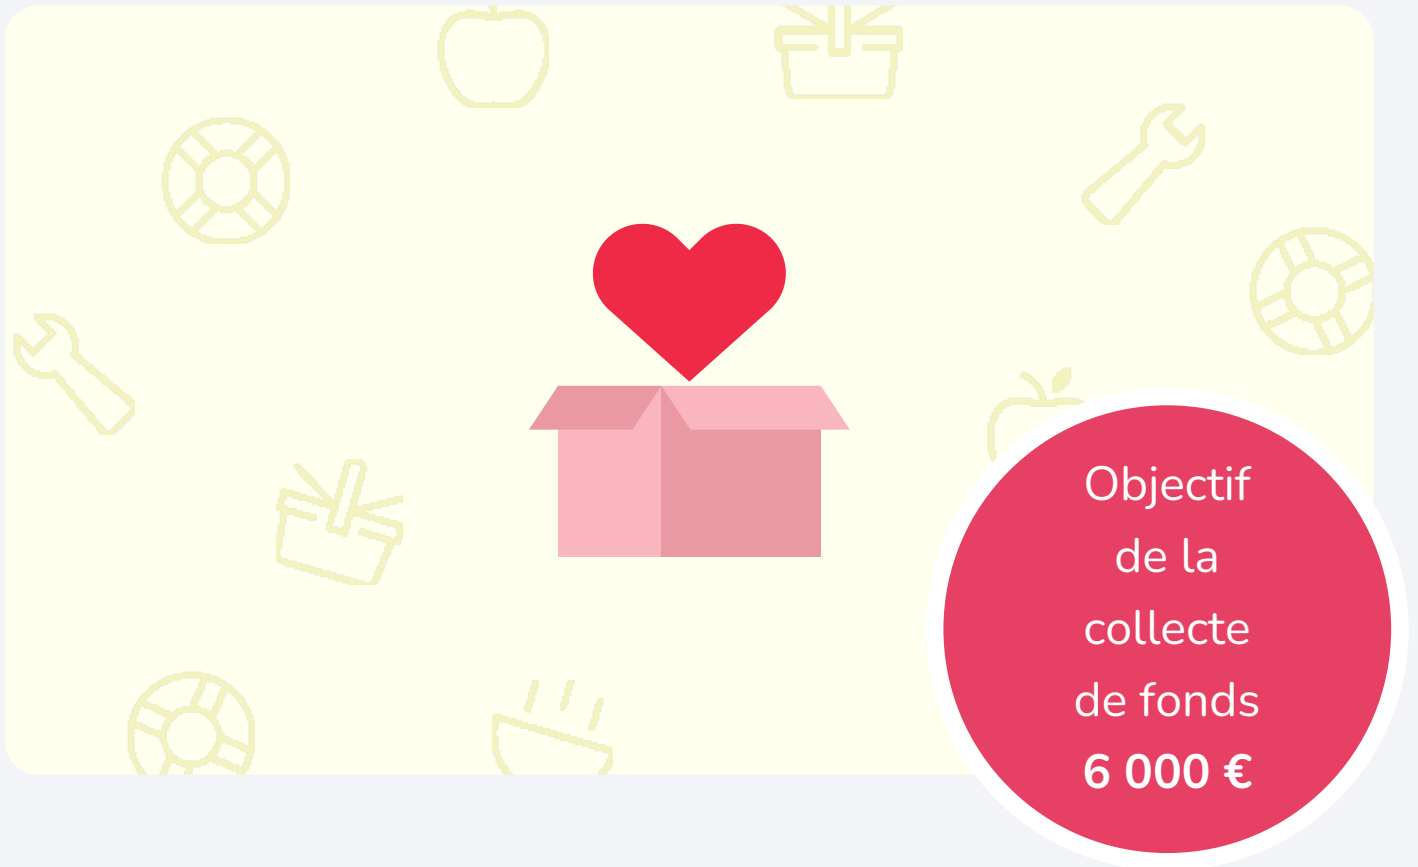 Objectif
de la
collecte
de fonds
6 000 €